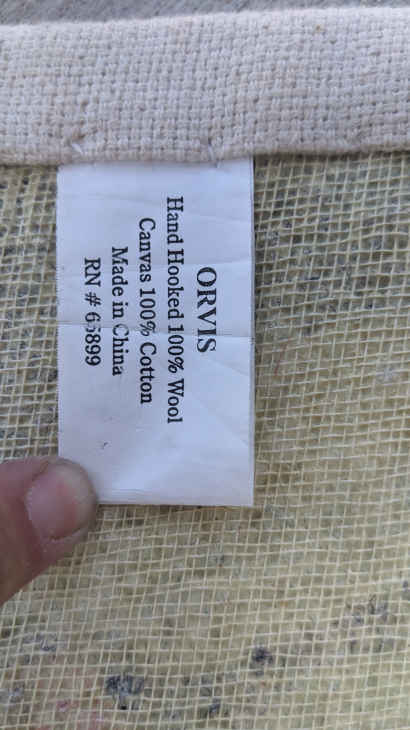 ORVIS
Hand Hooked 100% Wool
Canvas 100% Cotton
Made in China
RN # 65899